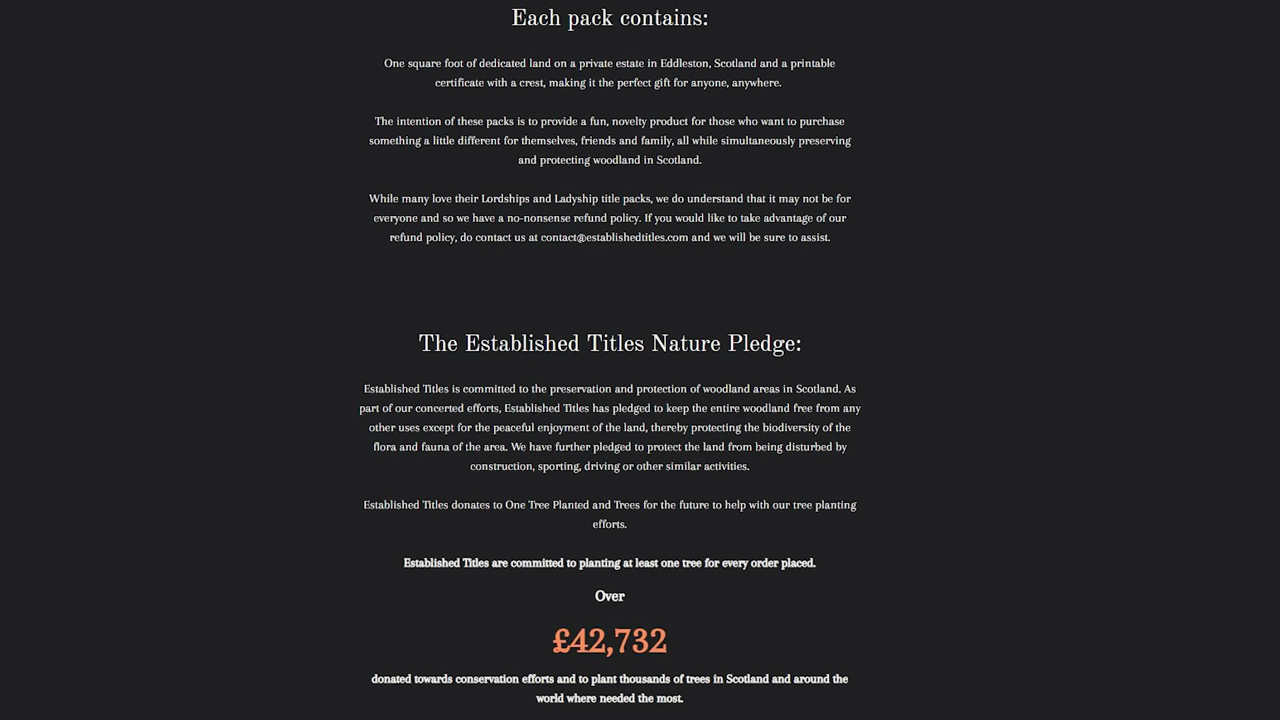 Each pack contains:
One square foot of dedicated land on a private estate in Eddleston, Scotland and a printable
certificate with a crest, making it the perfect gift for anyone, anywhere.
The intention of these packs is to provide a fun, novelty product for those who want to purchase
something a little different for themselves, friends and family, all while simultaneously preserving
and protecting woodland in Scotland.
While many love their Lordships and Ladyship title packs, we do understand that it may not be for
everyone and so we have a no-nonsense refund policy. If you would like to take advantage of our
refund policy, do contact us at contact@establishedtitles.com and we will be sure to assist.
The Established Titles Nature Pledge:
Established Titles is committed to the preservation and protection of woodland areas in Scotland. As
part of our concerted efforts, Established Titles has pledged to keep the entire woodland free from any
other uses except for the peaceful enjoyment of the land, thereby protecting the biodiversity of the
flora and fauna of the area. We have further pledged to protect the land from being disturbed by
construction, sporting, driving or other similar activities.
Established Titles donates to One Tree Planted and Trees for the future to help with our tree planting
efforts.
Established Titles are committed to planting at least one tree for every order placed.
Over
£42,732
donated towards conservation efforts and to plant thousands of trees in Scotland and around the
world where needed the most.